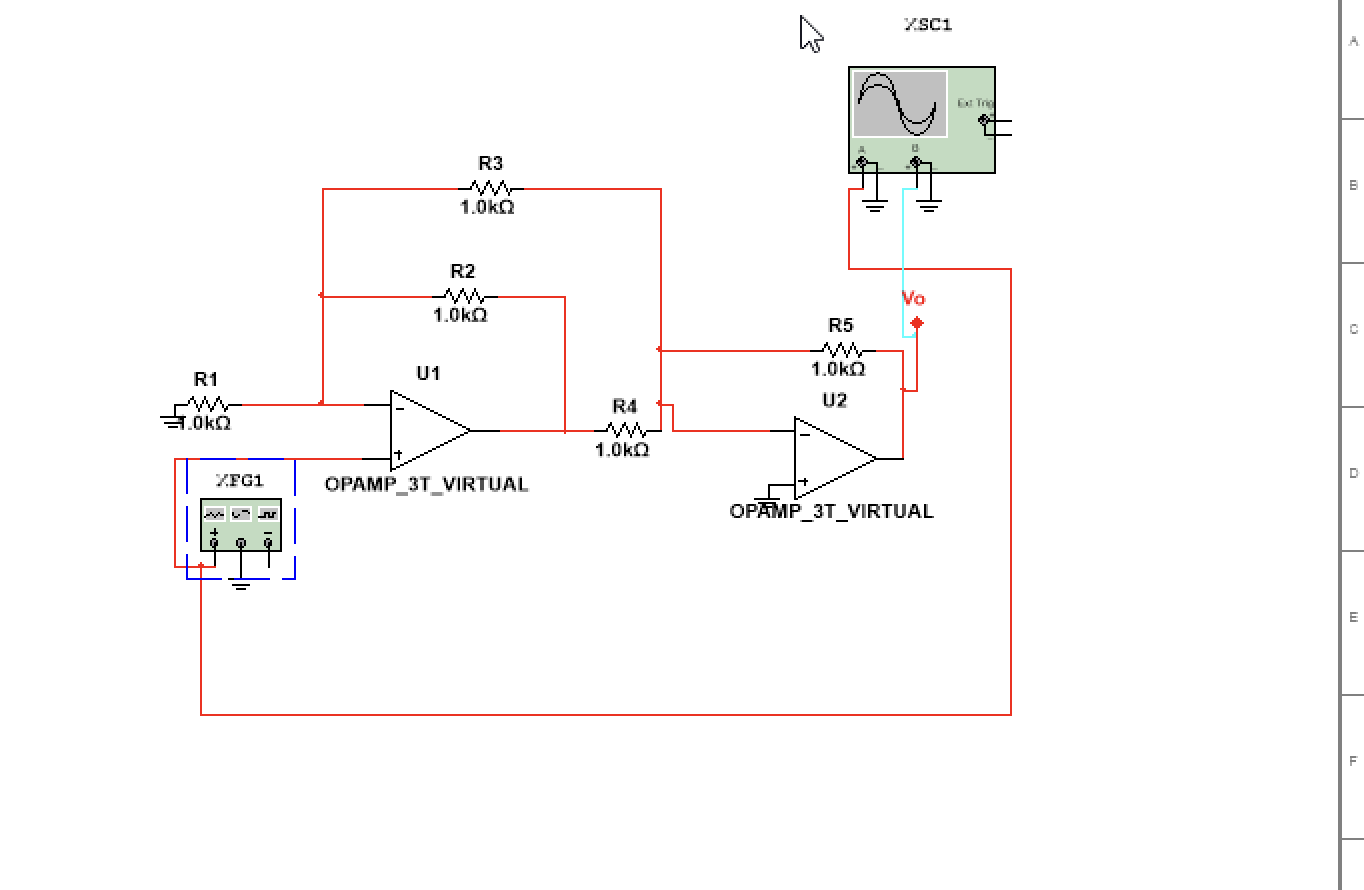 XSC1
A
Ext Trig
A
B
R3
1.0kΩ
B
R2
1.0kΩ
Vo
C
R5
1.0kΩ
R1
1.0kΩ
U1
U2
R4
1.0kΩ
OPAMP_3T_VIRTUAL
XFG1
D
OPAMP_3T_VIRTUAL
E
F